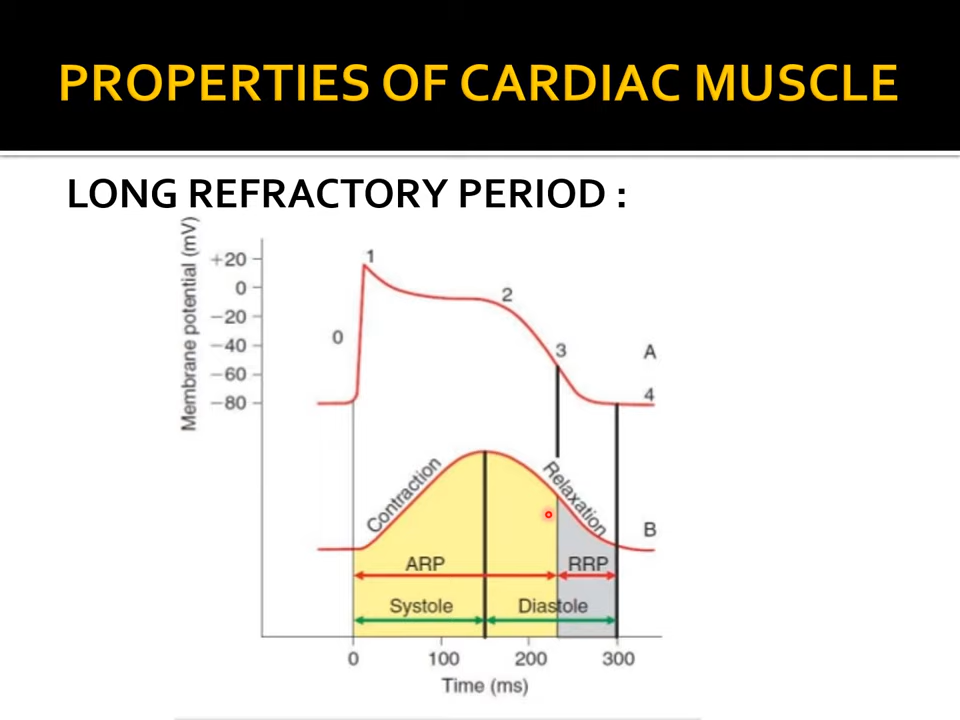 PROPERTIES OF CARDIAC MUSCLE
LONG REFRACTORY PERIOD :
Membrane potential (mV)
+20
0
−20
−40
−60
−80
0
1
2
3
4
A
Contraction
Relaxation
B
ARP
RRP
Systole
Diastole
0
100
200
300
Time (ms)